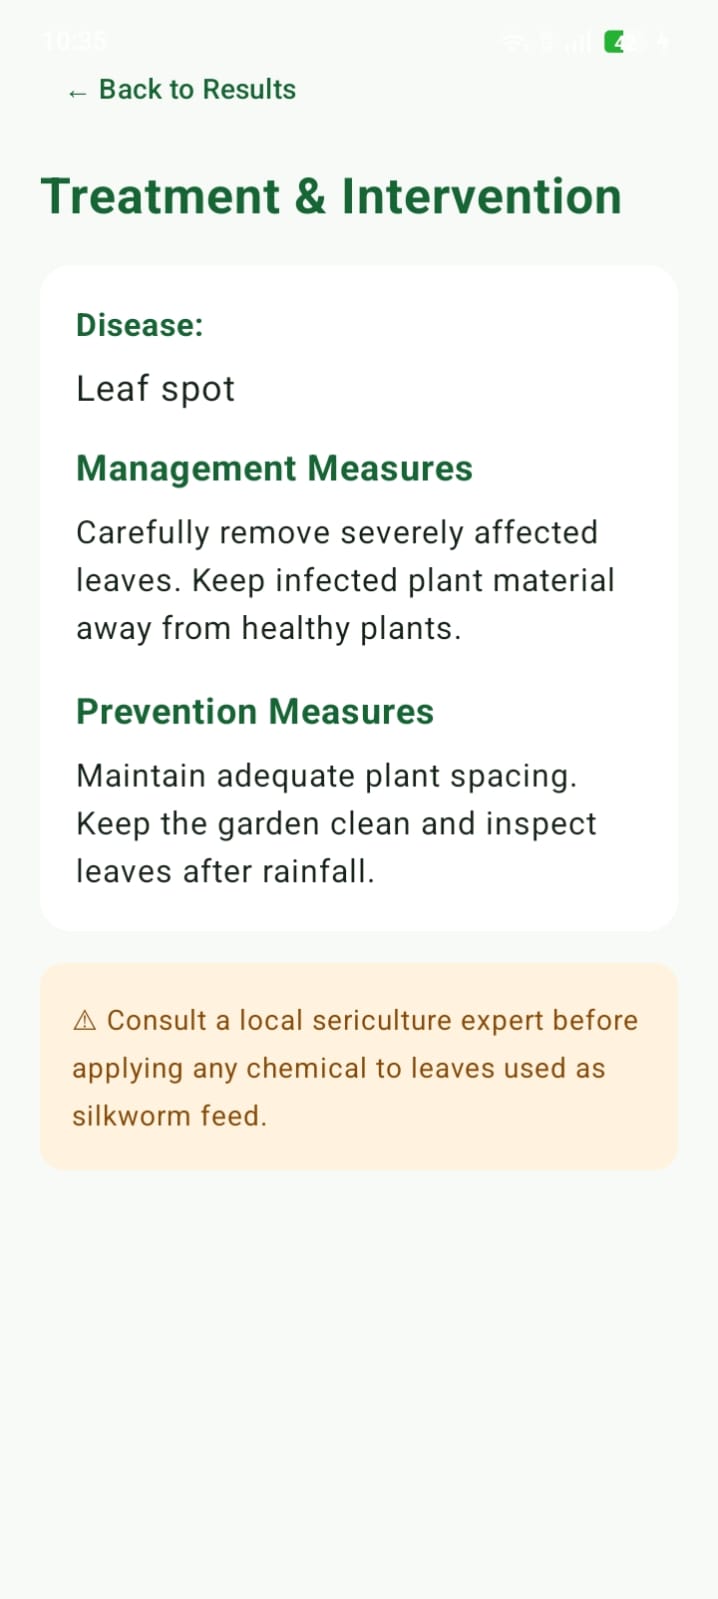 10:35
← Back to Results
Treatment & Intervention
Disease:
Leaf spot
Management Measures
Carefully remove severely affected
leaves. Keep infected plant material
away from healthy plants.
Prevention Measures
Maintain adequate plant spacing.
Keep the garden clean and inspect
leaves after rainfall.
⚠ Consult a local sericulture expert before
applying any chemical to leaves used as
silkworm feed.